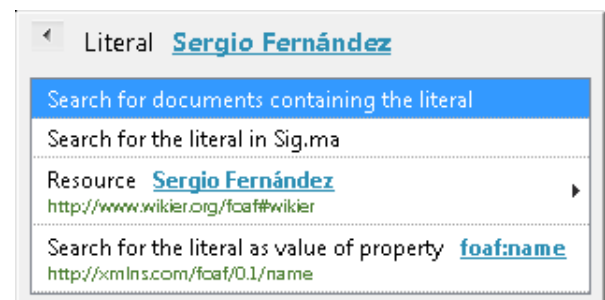 Literal Sergio Fernández
Search for documents containing the literal
Search for the literal in Sig.ma
Resource Sergio Fernández
http://www.wikier.org/foaf#wikier
Search for the literal as value of property foaf:name
http://xmlns.com/foaf/0.1/name